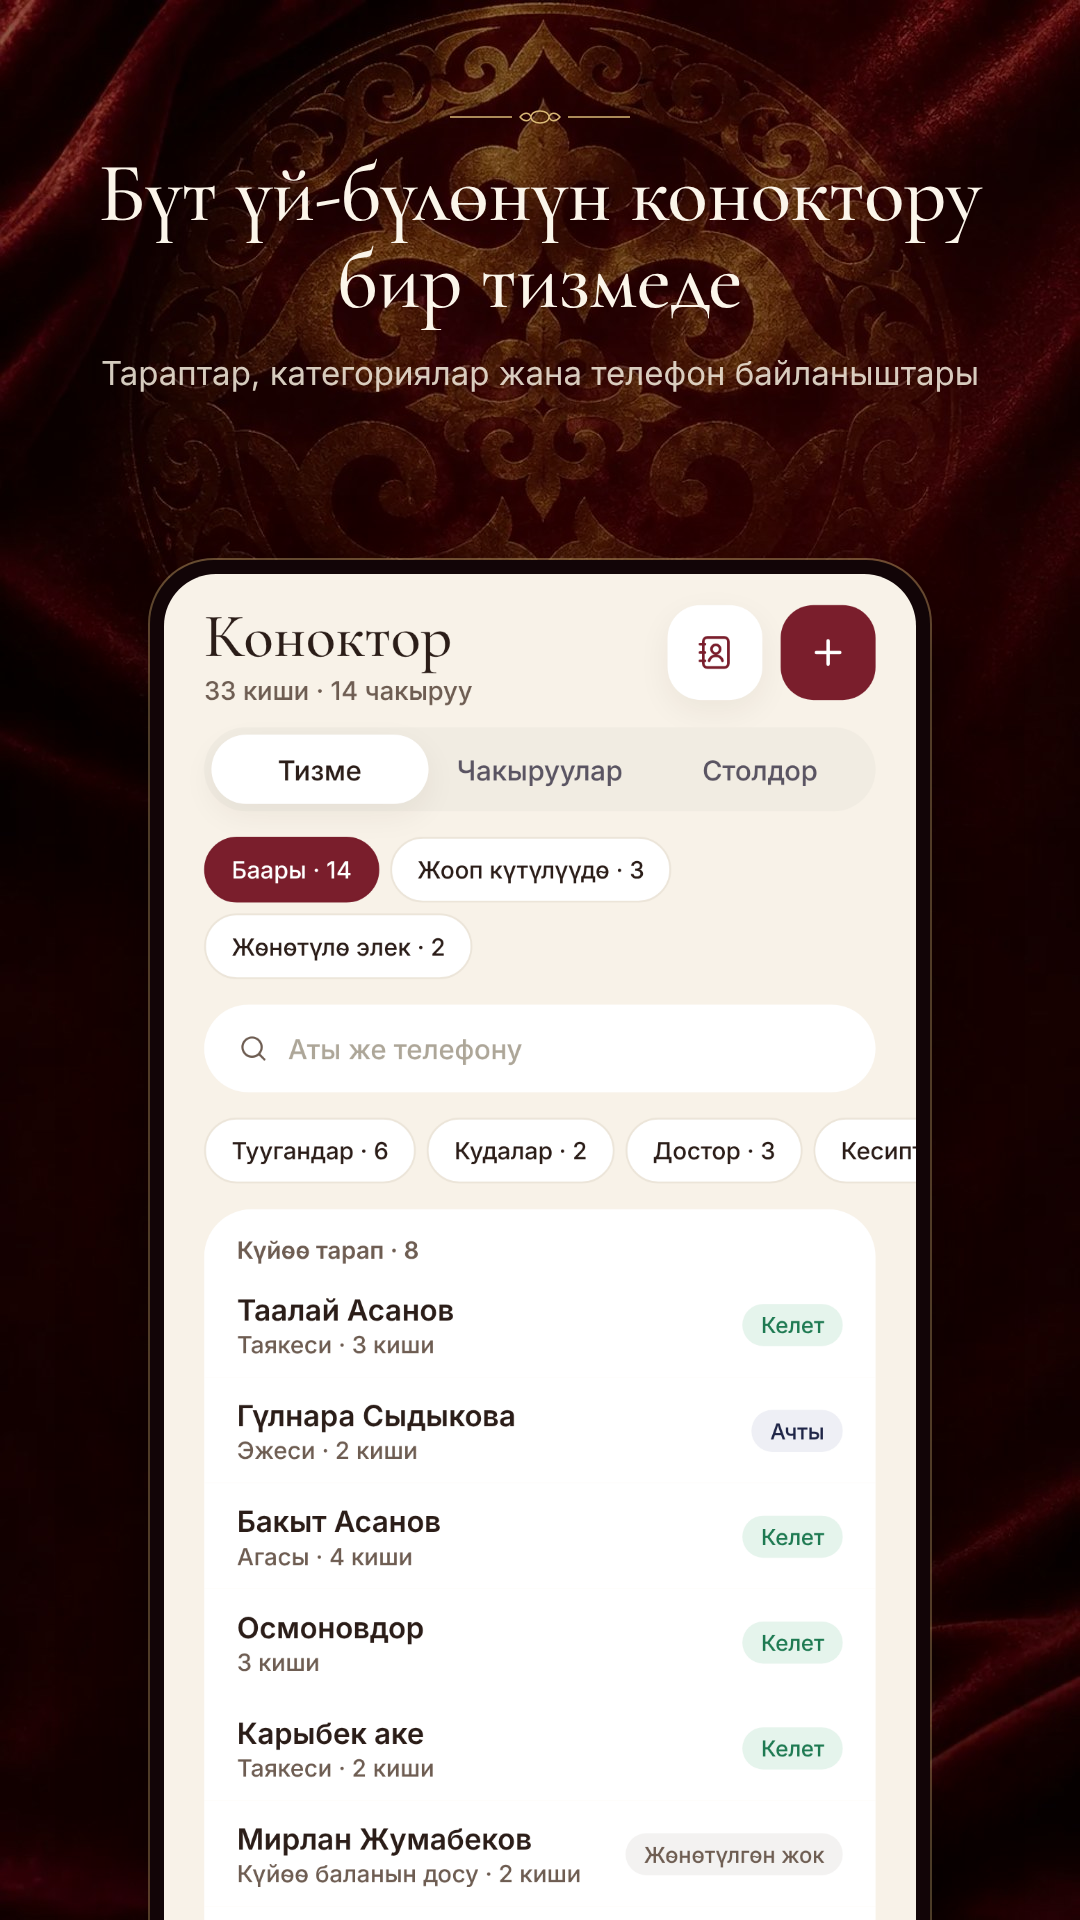 Бүт үй-бүлөнүн коноктору
бир тизмеде
Тараптар, категориялар жана телефон байланыштары
Коноктор
33 киши · 14 чакыруу
Тизме
Чакыруулар
Столдор
Баары · 14
Жооп күтүлүүдө · 3
Жөнөтүлө элек · 2
Аты же телефону
Туугандар · 6
Кудалар · 2
Достор · 3
Күйөө тарап · 8
Таалай Асанов
Келет
Таякеси · 3 киши
Гүлнара Сыдыкова
Ачты
Эжеси · 2 киши
Бакыт Асанов
Келет
Агасы · 4 киши
Осмоновдор
Келет
3 киши
Карыбек аке
Келет
Таякеси · 2 киши
Мирлан Жумабеков
Жөнөтүлгөн жок
Күйөө баланын досу · 2 киши